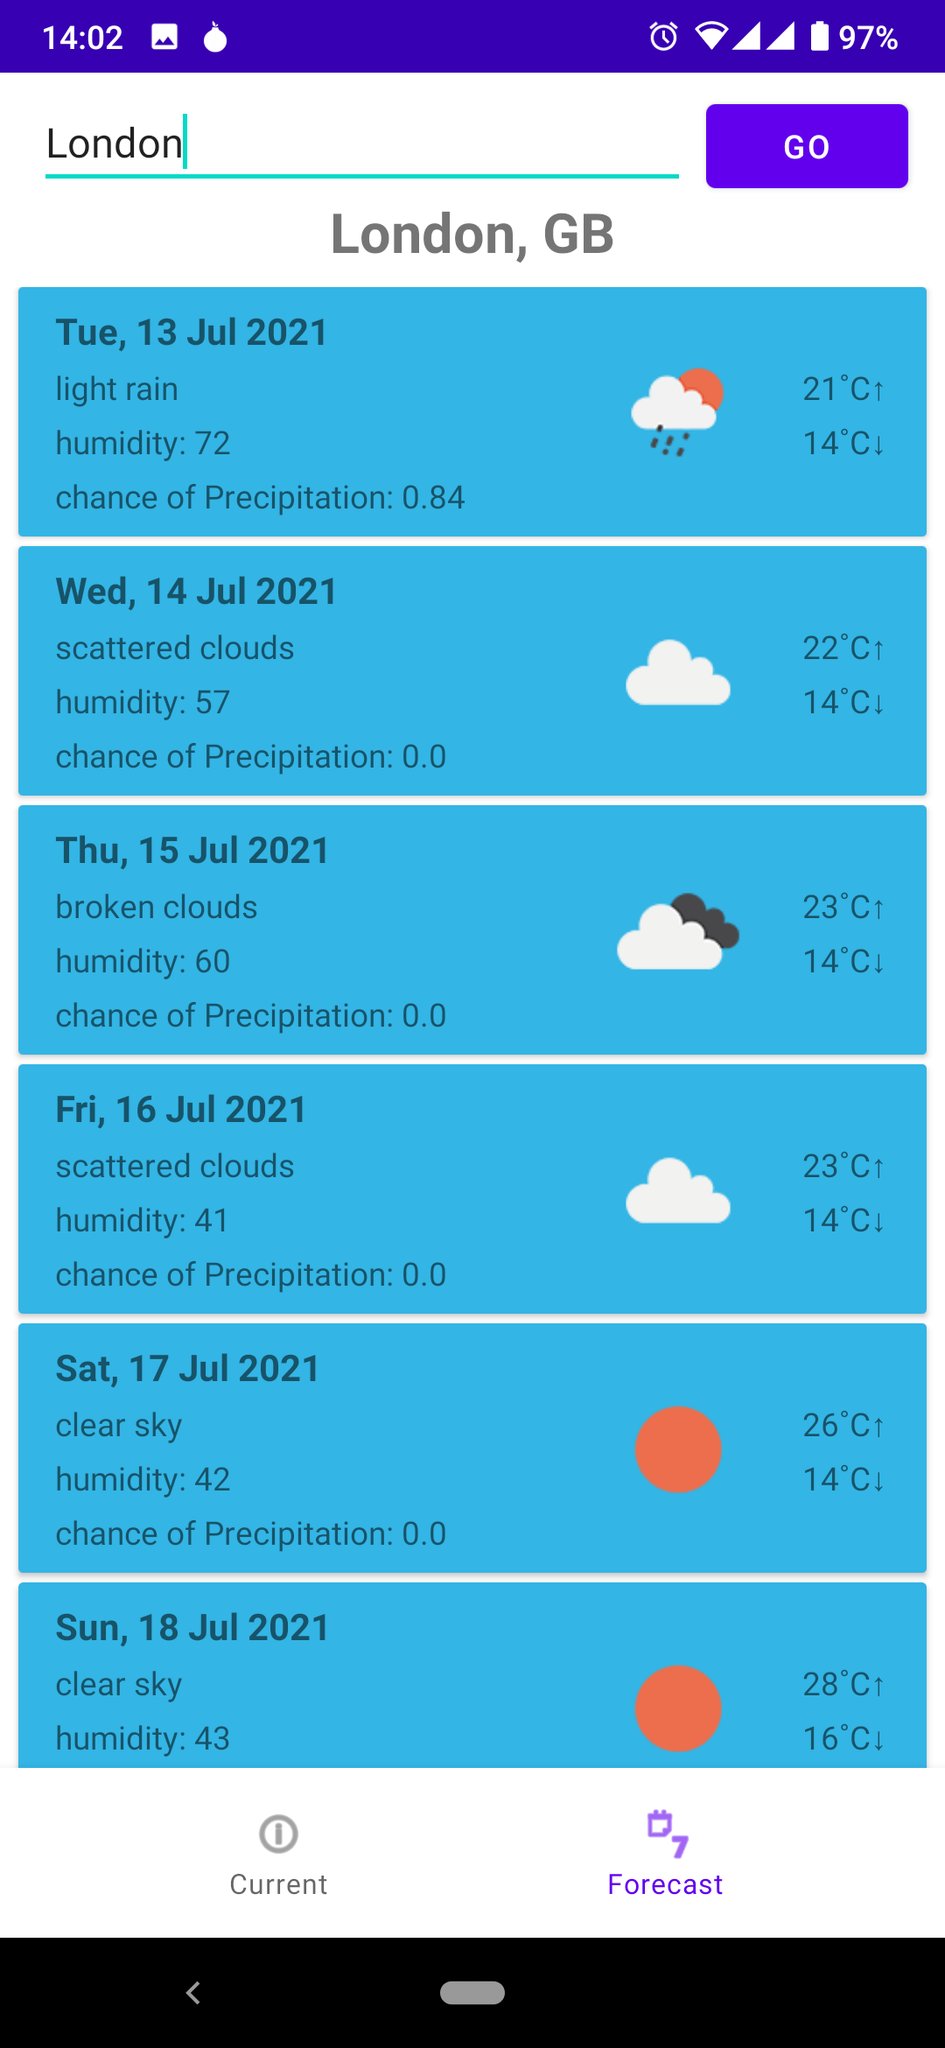 14:02 97%
London
GO
London, GB
Tue, 13 Jul 2021
light rain
21°C↑
humidity: 72
14°C↓
chance of Precipitation: 0.84
Wed, 14 Jul 2021
scattered clouds
22°C↑
humidity: 57
14°C↓
chance of Precipitation: 0.0
Thu, 15 Jul 2021
broken clouds
23°C↑
humidity: 60
14°C↓
chance of Precipitation: 0.0
Fri, 16 Jul 2021
scattered clouds
23°C↑
humidity: 41
14°C↓
chance of Precipitation: 0.0
Sat, 17 Jul 2021
clear sky
26°C↑
humidity: 42
14°C↓
chance of Precipitation: 0.0
Sun, 18 Jul 2021
clear sky
28°C↑
humidity: 43
16°C↓
7
Current
Forecast